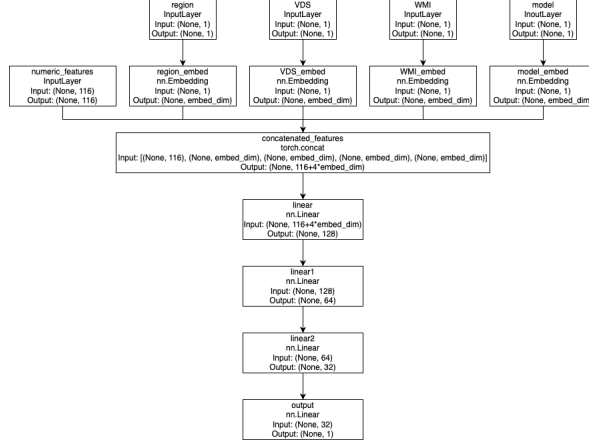 region
InputLayer
Input: (None, 1)
Output: (None, 1)
VDS
InputLayer
Input: (None, 1)
Output: (None, 1)
WMI
InputLayer
Input: (None, 1)
Output: (None, 1)
model
InputLayer
Input: (None, 1)
Output: (None, 1)
numeric_features
InputLayer
Input: (None, 116)
Output: (None, 116)
region_embed
nn.Embedding
Input: (None, 1)
Output: (None, embed_dim)
VDS_embed
nn.Embedding
Input: (None, 1)
Output: (None, embed_dim)
WMI_embed
nn.Embedding
Input: (None, 1)
Output: (None, embed_dim)
model_embed
nn.Embedding
Input: (None, 1)
Output: (None, embed_dim)
concatenated_features
torch.concat
Input: [(None, 116), (None, embed_dim), (None, embed_dim), (None, embed_dim), (None, embed_dim)]
Output: (None, 116+4*embed_dim)
linear
nn.Linear
Input: (None, 116+4*embed_dim)
Output: (None, 128)
linear1
nn.Linear
Input: (None, 128)
Output: (None, 64)
linear2
nn.Linear
Input: (None, 64)
Output: (None, 32)
output
nn.Linear
Input: (None, 32)
Output: (None, 1)